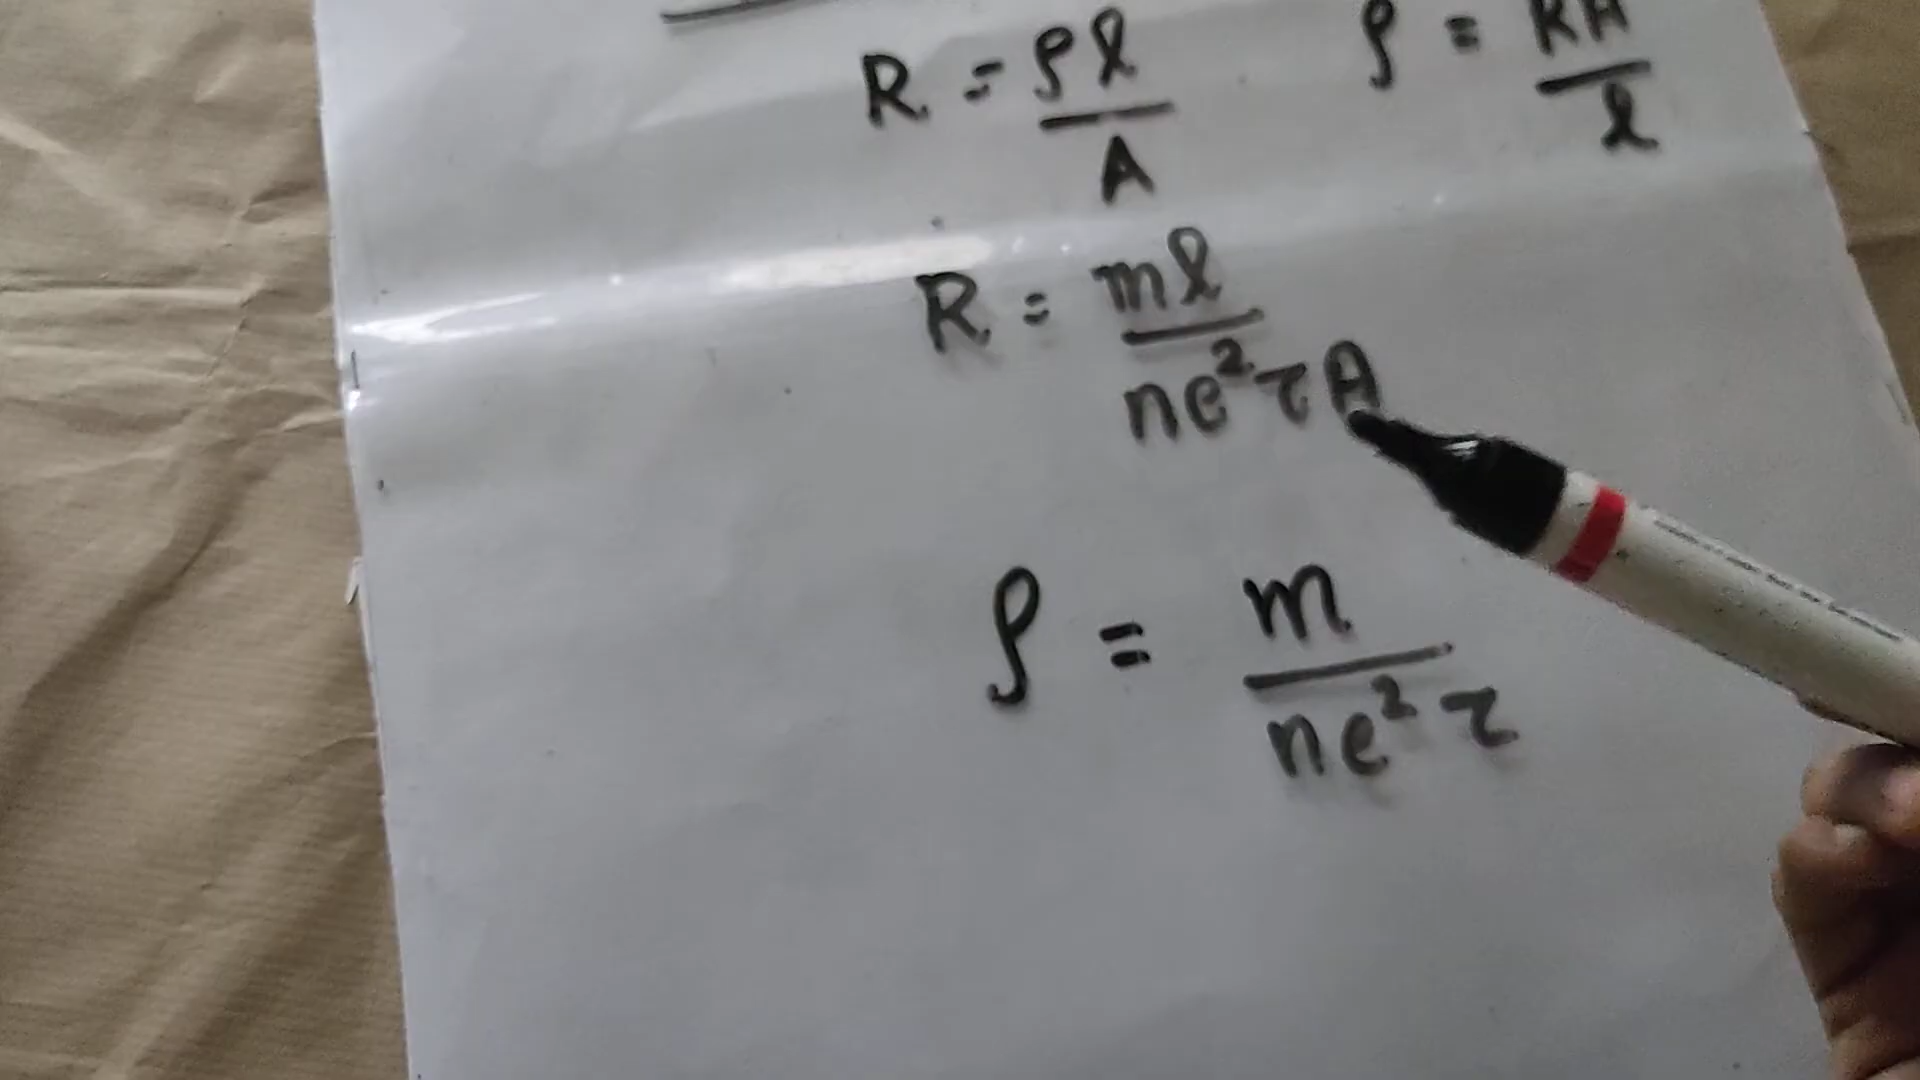 R = ρl/A ρ = RA/l
R = ml/ne²τA
ρ = m/ne²τ